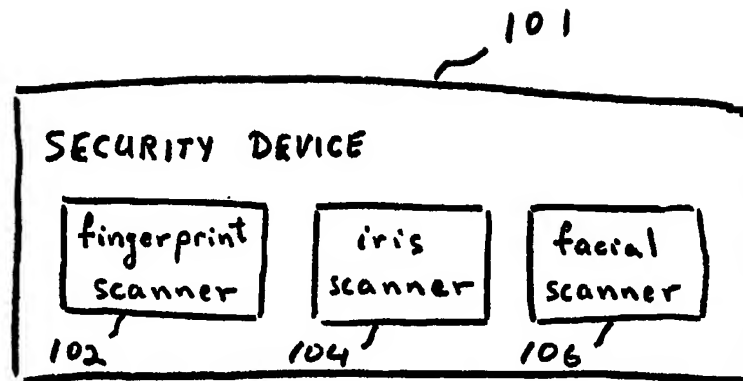 101
SECURITY DEVICE
fingerprint
scanner
iris
scanner
facial
scanner
102
104
106